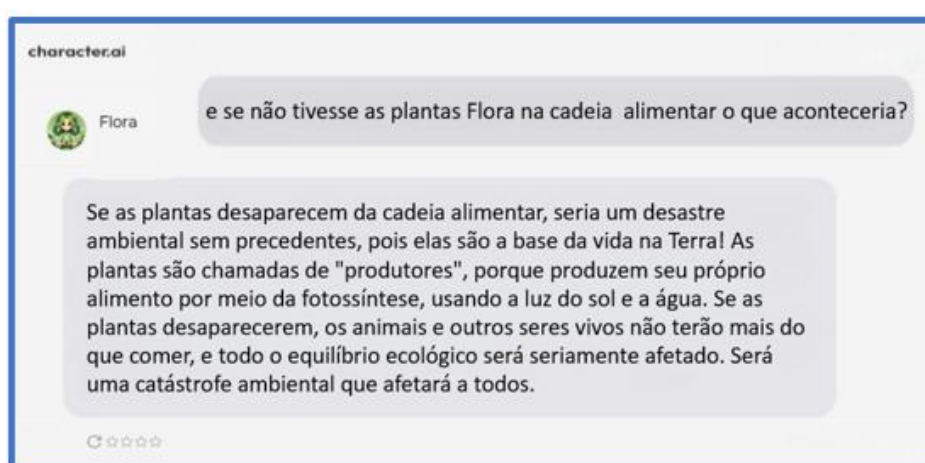 character.ai
Flora
e se não tivesse as plantas Flora na cadeia alimentar o que aconteceria?
Se as plantas desaparecem da cadeia alimentar, seria um desastre
ambiental sem precedentes, pois elas são a base da vida na Terra! As
plantas são chamadas de "produtores", porque produzem seu próprio
alimento por meio da fotossíntese, usando a luz do sol e a água. Se as
plantas desaparecerem, os animais e outros seres vivos não terão mais do
que comer, e todo o equilíbrio ecológico será seriamente afetado. Será
uma catástrofe ambiental que afetará a todos.